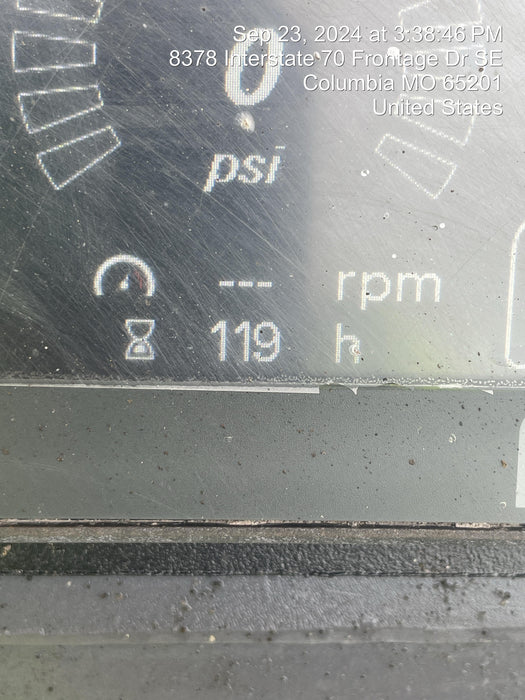 Sep 23, 2024 at 3:38:46 PM
8378 Interstate 70 Frontage Dr SE
Columbia MO 65201
United States
0
psi
--- rpm
119 h